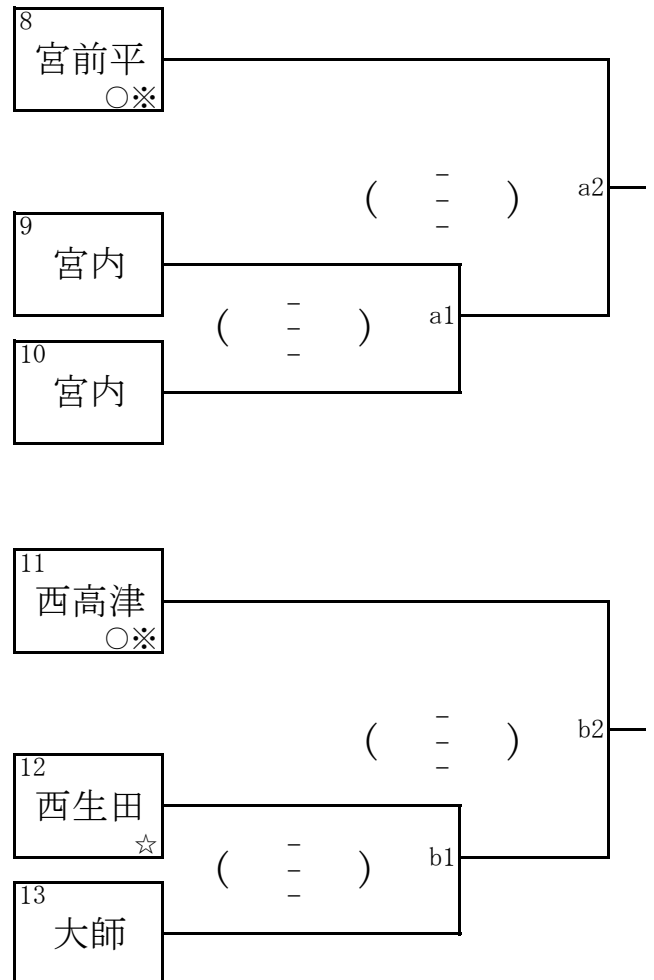 8
宮前平
○※
( - - - ) a2
9
宮内
( - - - ) a1
10
宮内
11
西高津
○※
( - - - ) b2
12
西生田
☆
( - - - ) b1
13
大師